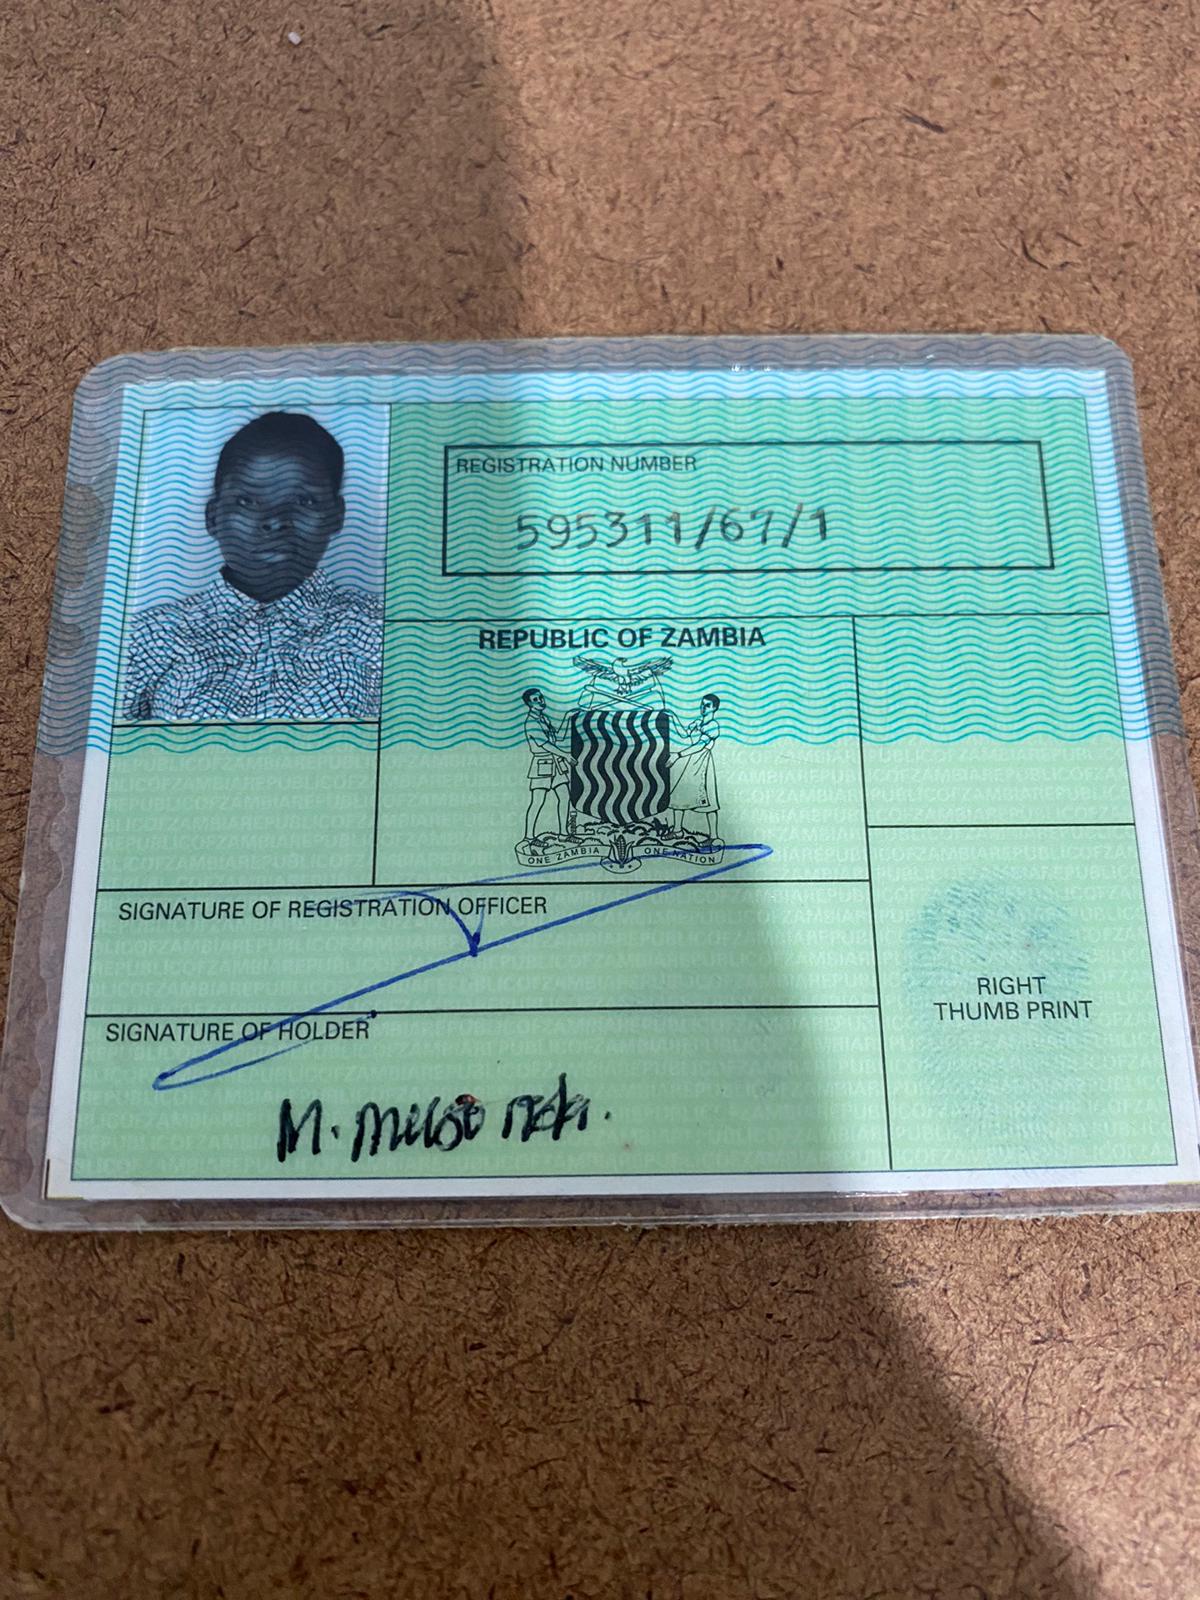 REGISTRATION NUMBER
595311/67/1
REPUBLIC OF ZAMBIA
ONE ZAMBIA ONE NATION
SIGNATURE OF REGISTRATION OFFICER
SIGNATURE OF HOLDER
M.
RIGHT
THUMB PRINT